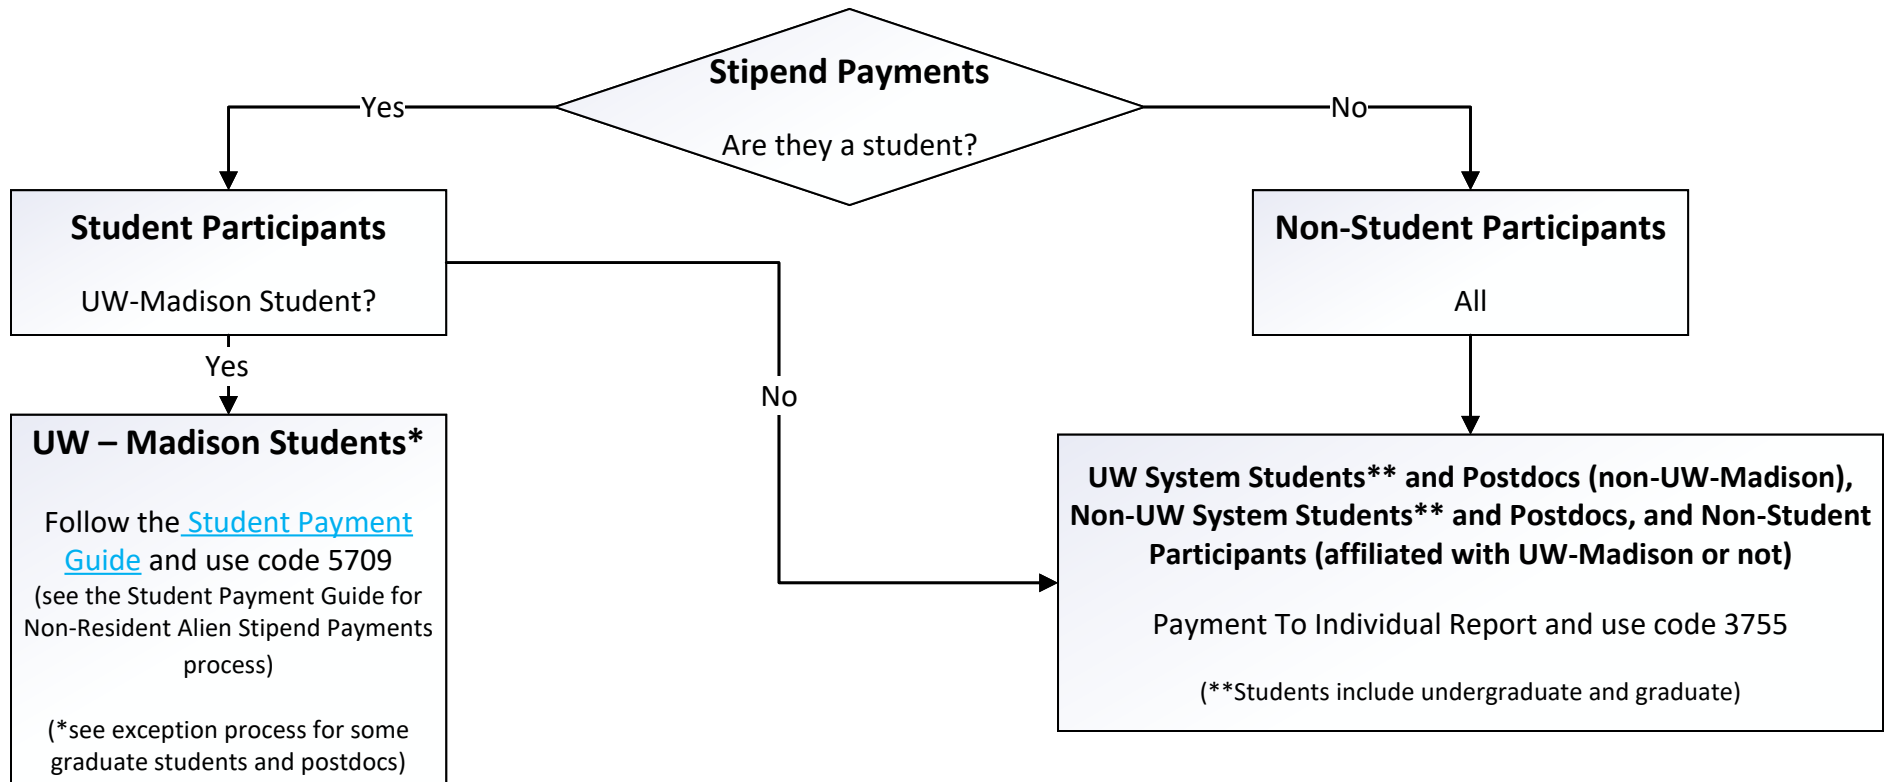 Stipend Payments
Are they a student?
Yes
No
Student Participants
UW-Madison Student?
Non-Student Participants
All
Yes
No
UW – Madison Students*
Follow the Student Payment
Guide and use code 5709
(see the Student Payment Guide for
Non-Resident Alien Stipend Payments
process)
(*see exception process for some
graduate students and postdocs)
UW System Students** and Postdocs (non-UW-Madison),
Non-UW System Students** and Postdocs, and Non-Student
Participants (affiliated with UW-Madison or not)
Payment To Individual Report and use code 3755
(**Students include undergraduate and graduate)